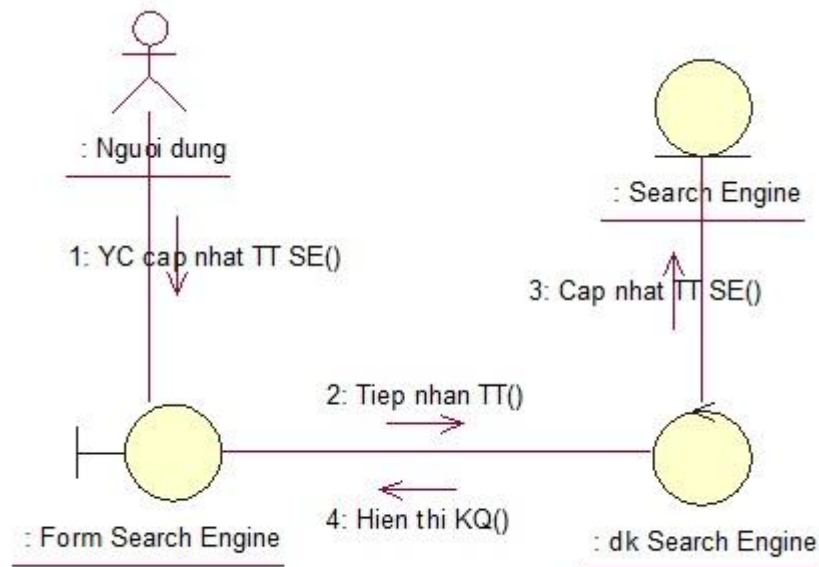 : Nguoi dung
: Search Engine
1: YC cap nhat TT SE()
3: Cap nhat TT SE()
2: Tiep nhan TT()
4: Hien thi KQ()
: Form Search Engine
: dk Search Engine